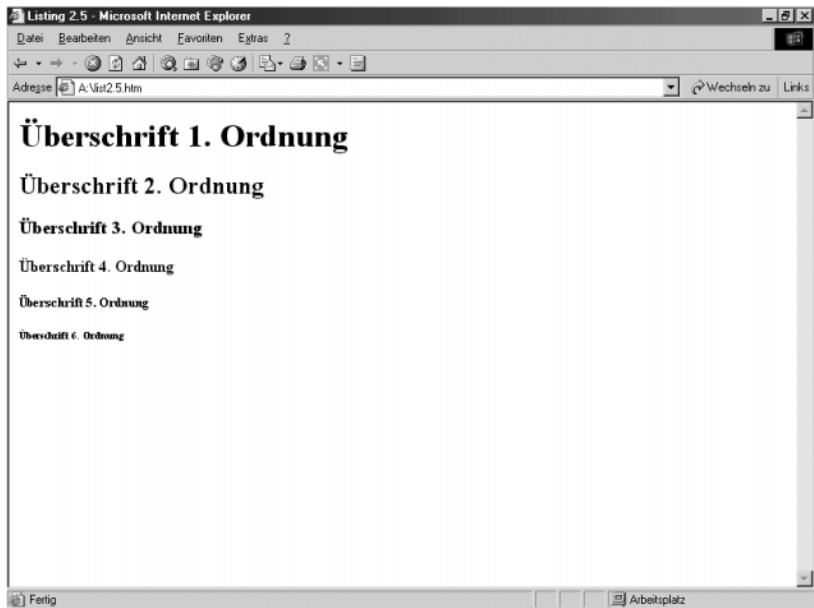 Listing 2.5 - Microsoft Internet Explorer
Datei Bearbeiten Ansicht Favoriten Extras ?
Adresse A:\list2.5.htm Wechseln zu Links
Überschrift 1. Ordnung
Überschrift 2. Ordnung
Überschrift 3. Ordnung
Überschrift 4. Ordnung
Überschrift 5. Ordnung
Überschrift 6. Ordnung
Fertig Arbeitsplatz